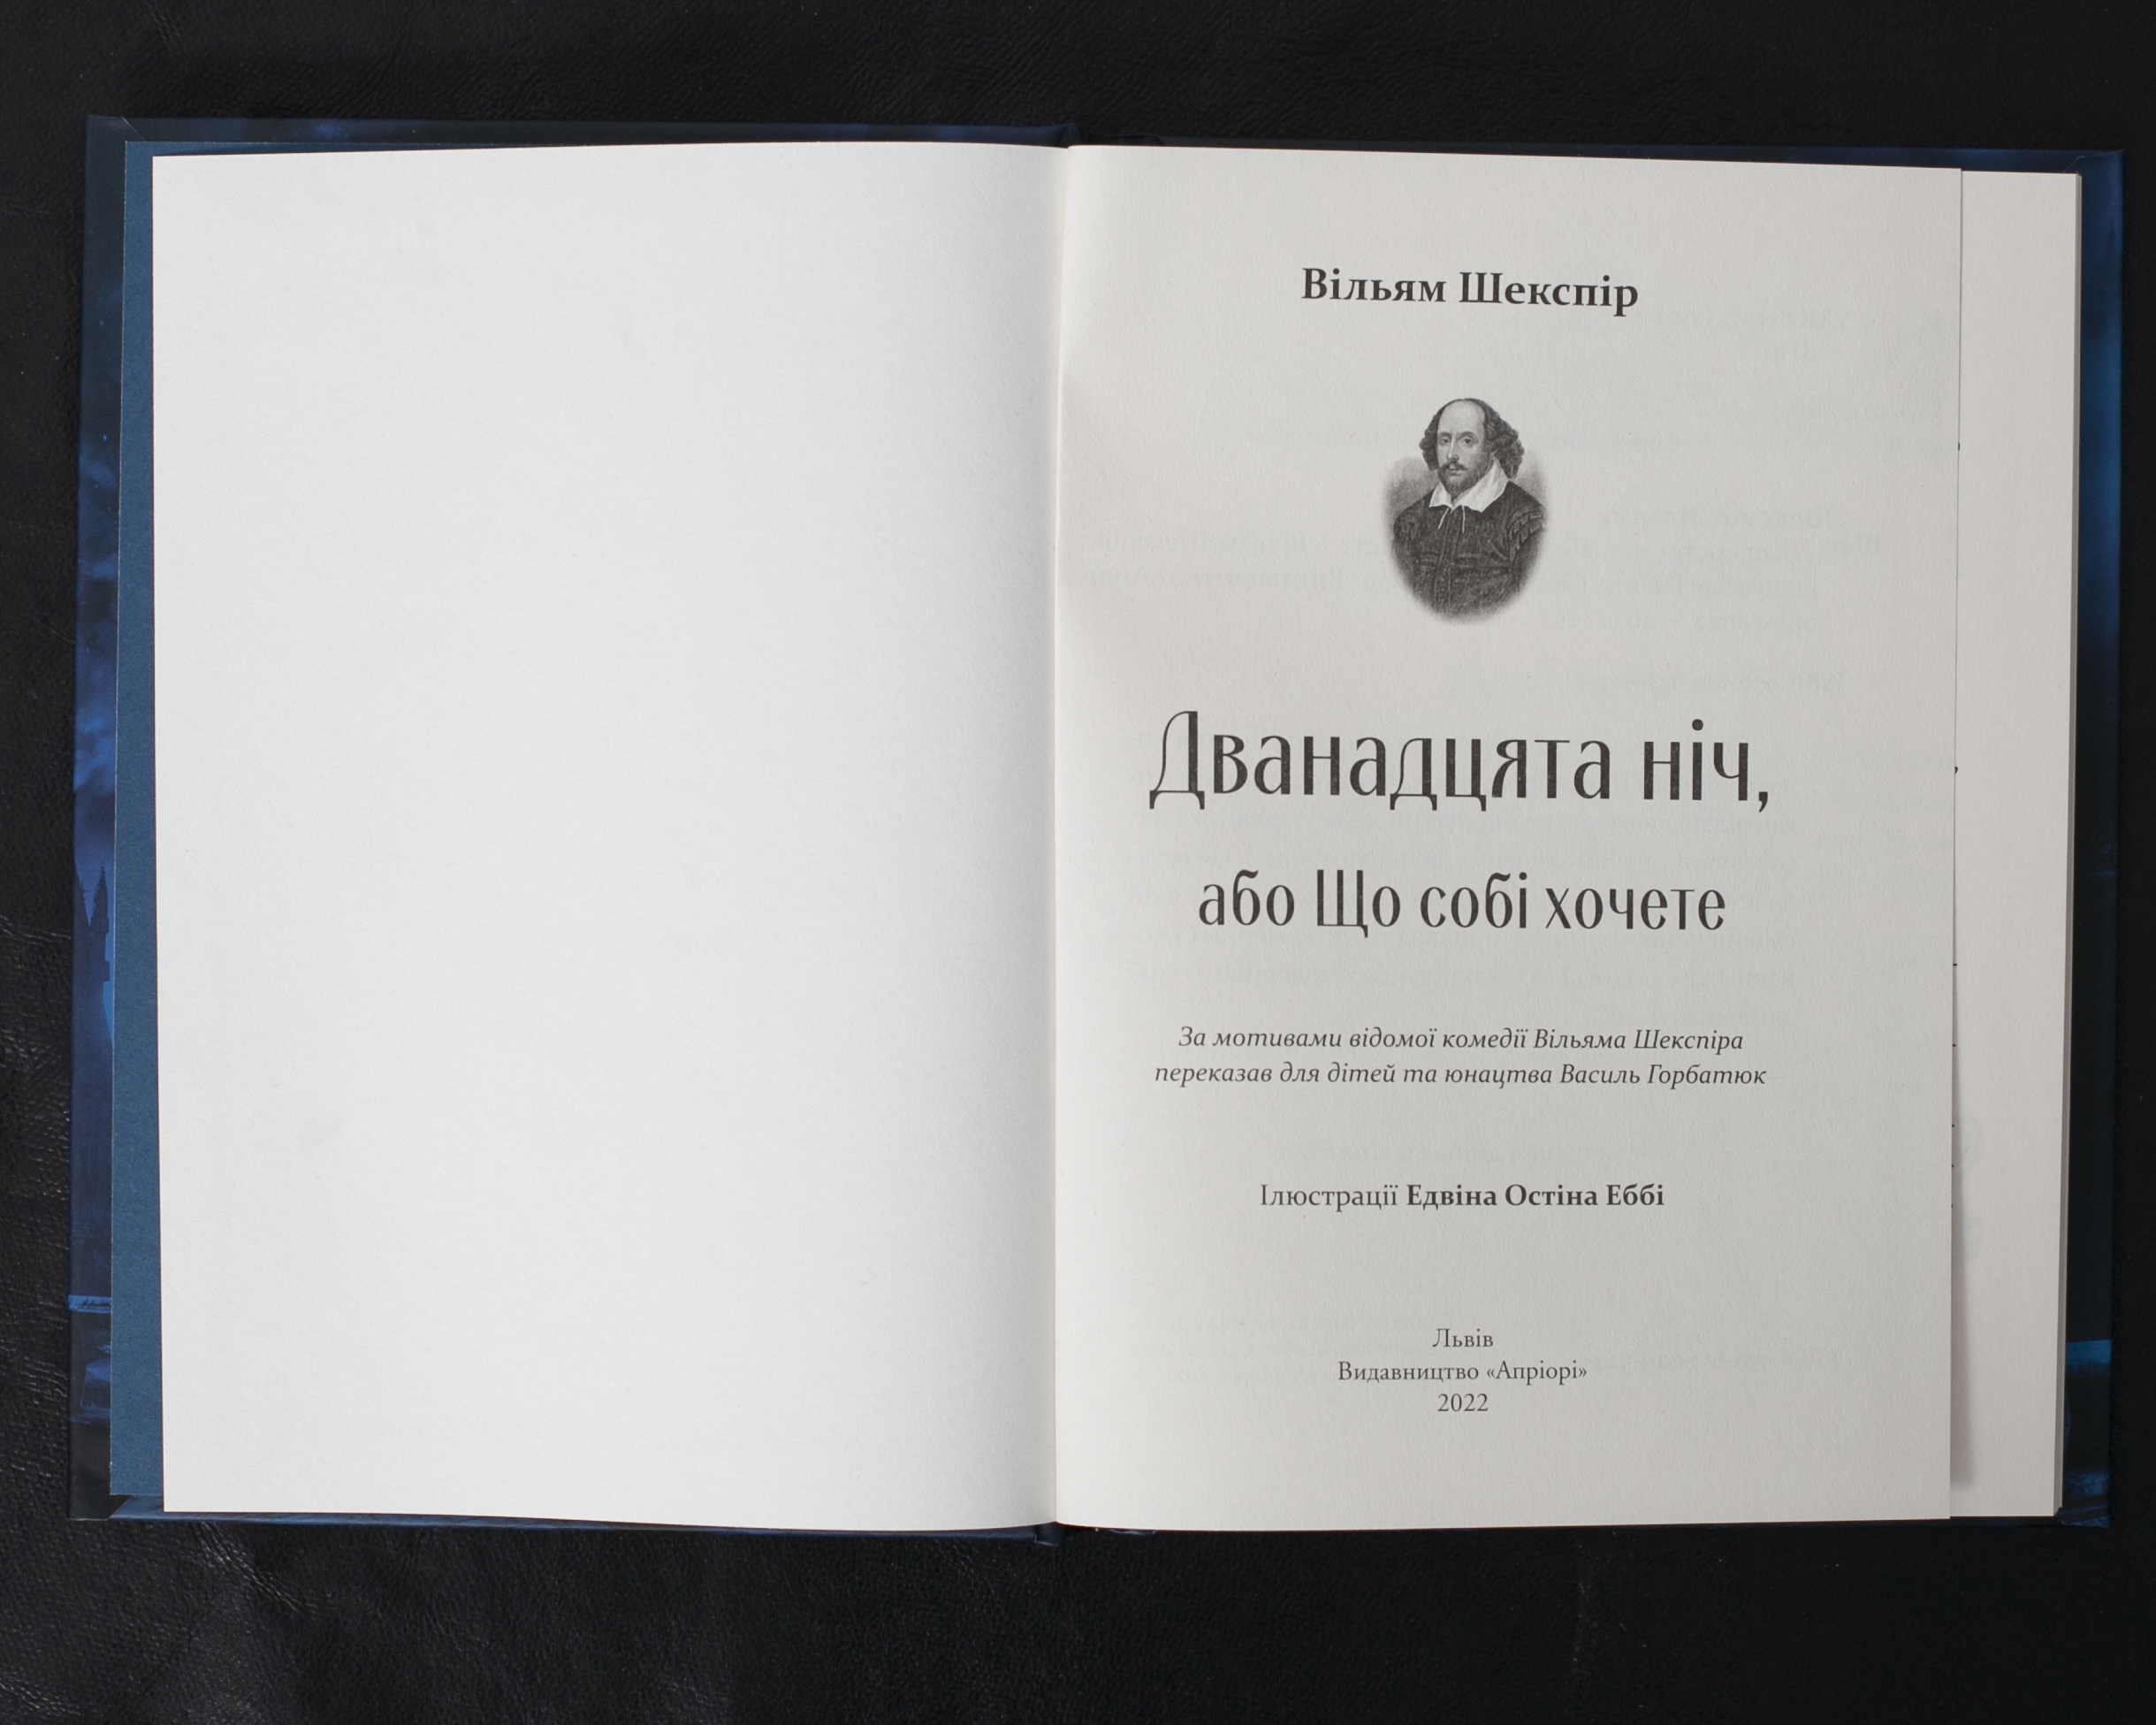 Вільям Шекспір
Дванадцята ніч,
або Що собі хочете
За мотивами відомої комедії Вільяма Шекспіра
переказав для дітей та юнацтва Василь Горбатюк
Ілюстрації Едвіна Остіна Еббі
Львів
Видавництво «Апріорі»
2022